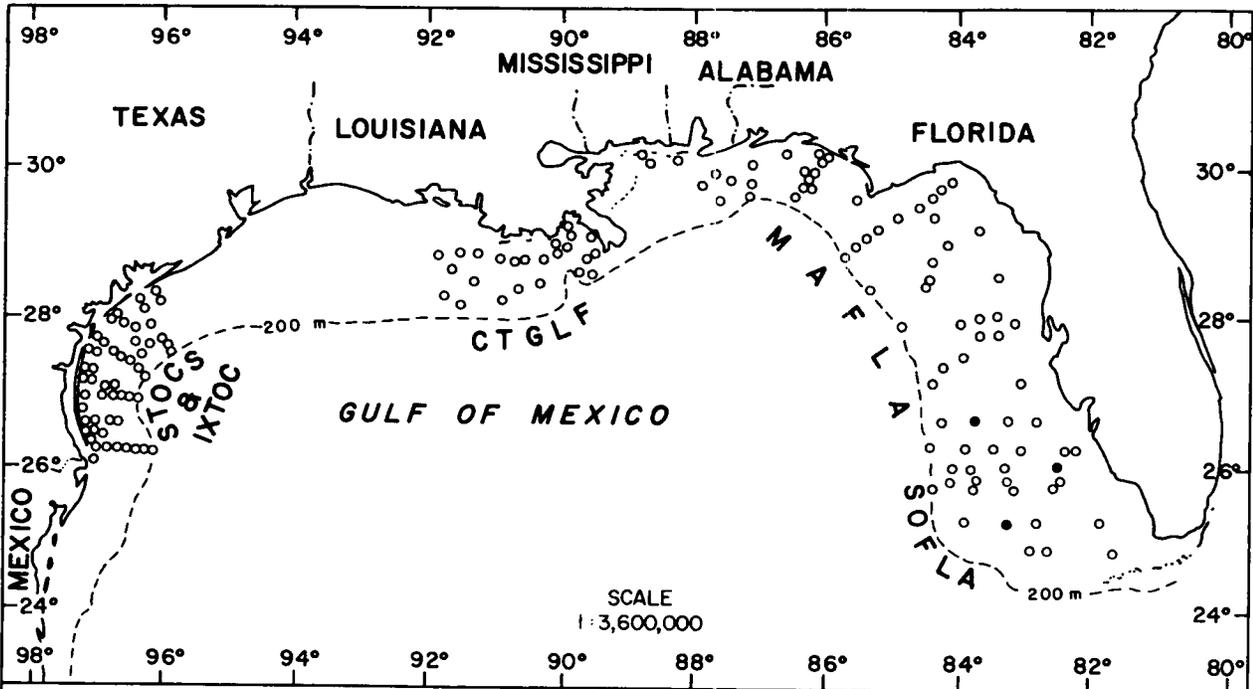 98° 96° 94° 92° 90° 88° 86° 84° 82° 80°
MISSISSIPPI ALABAMA
TEXAS LOUISIANA FLORIDA
30° 30°
MAFLA
28° 28°
200 m
CTGLF
STOCS
&
IXTOC
GULF OF MEXICO
26° 26°
SOFLA
MEXICO
200 m
SCALE
1:3,600,000
24° 24°
98° 96° 94° 92° 90° 88° 86° 84° 82° 80°